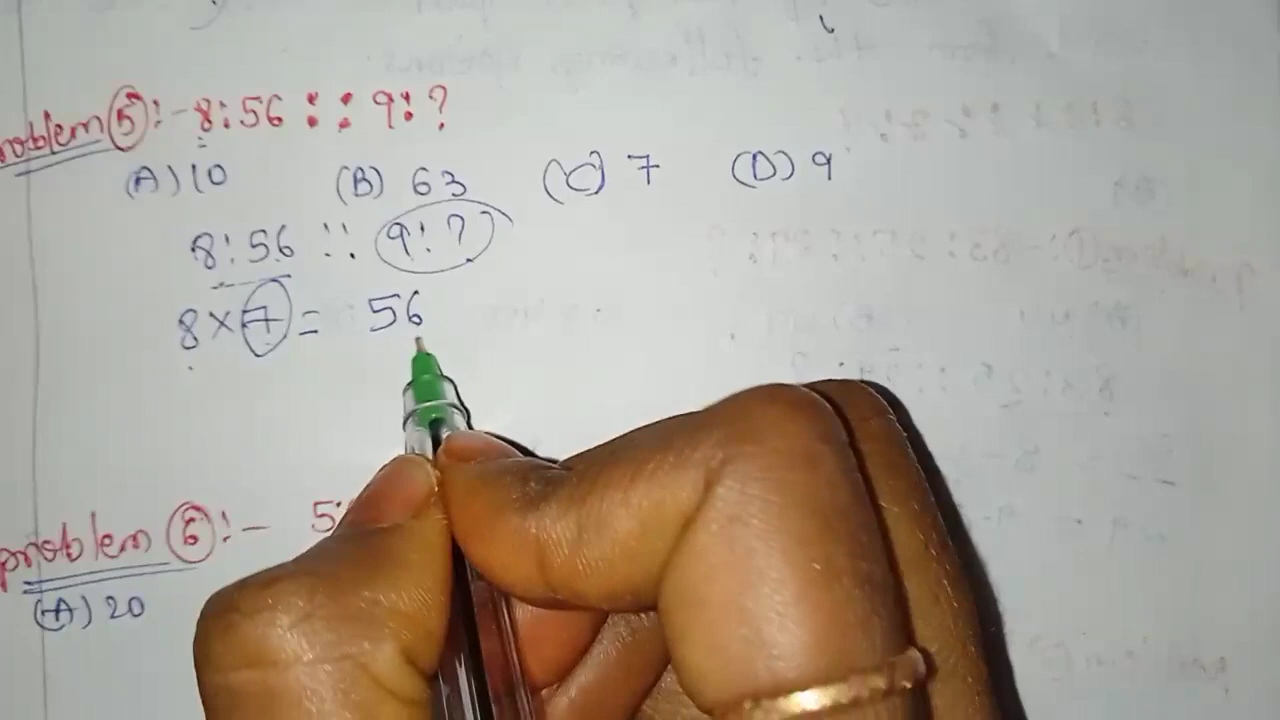 problem ⑤:- 8:56 :: 9:?
(A) 10 (B) 63 (C) 7 (D) 9
8:56 :: 9:?
8×7 = 56
problem ⑥:- 5:
(A) 20